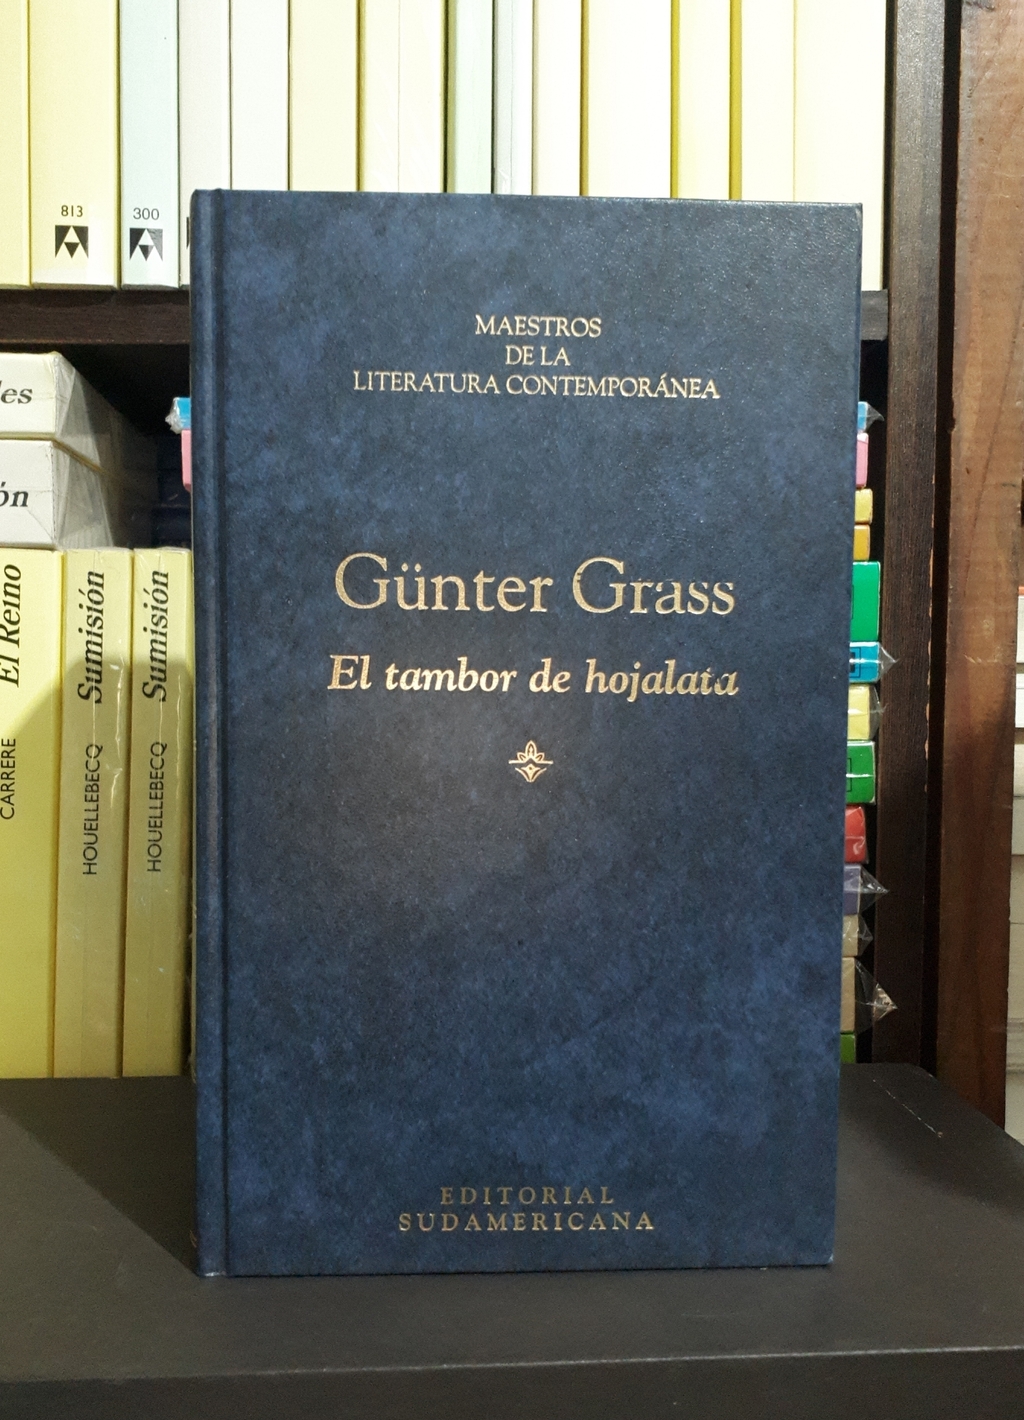 813
300
MAESTROS
DE LA
LITERATURA CONTEMPORÁNEA
Günter Grass
El tambor de hojalata
EDITORIAL
SUDAMERICANA
El Reino
CARRERE
Sumisión
HOUELLEBECQ
Sumisión
HOUELLEBECQ